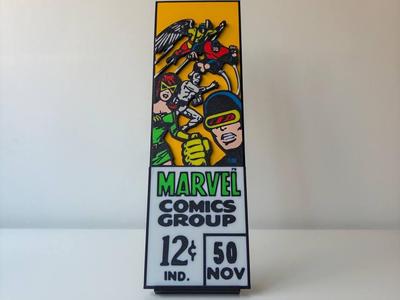 MARVEL
COMICS
GROUP
12¢
IND.
50
NOV